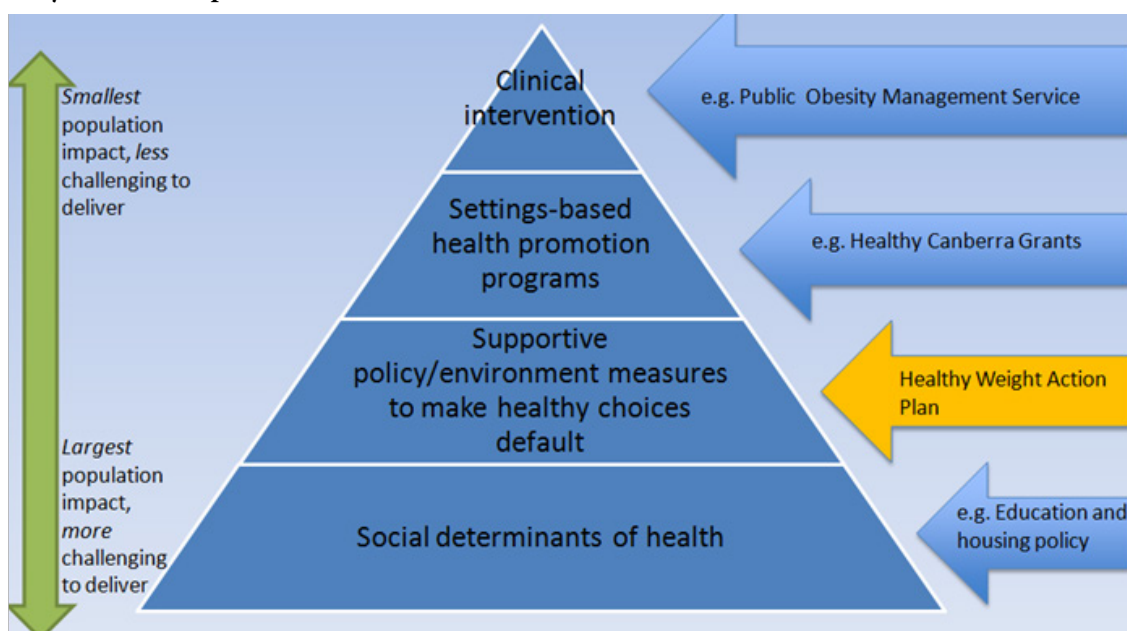 Smallest
population
impact, less
challenging to
deliver
Largest
population
impact,
more
challenging
to deliver
Clinical
intervention
Settings-based
health promotion
programs
Supportive
policy/environment measures
to make healthy choices
default
Social determinants of health
e.g. Public Obesity Management Service
e.g. Healthy Canberra Grants
Healthy Weight Action
Plan
e.g. Education and
housing policy